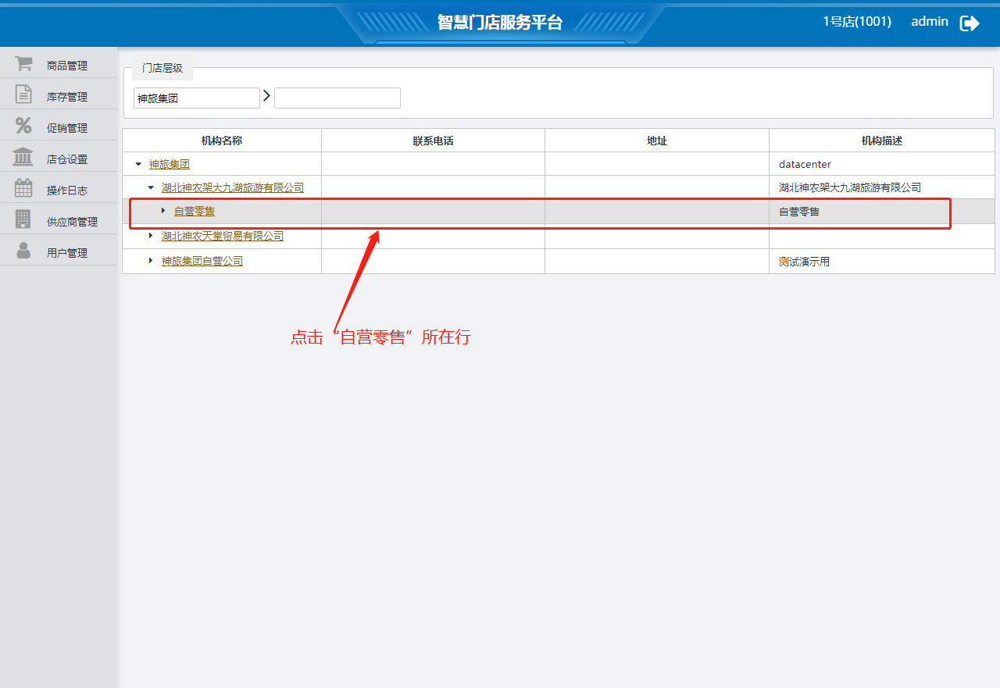 智慧门店服务平台
1号店(1001) admin
商品管理
库存管理
促销管理
店仓设置
操作日志
供应商管理
用户管理
门店层级
神旅集团
机构名称 联系电话 地址 机构描述
神旅集团 datacenter
湖北神农架大九湖旅游有限公司 湖北神农架大九湖旅游有限公司
自营零售 自营零售
湖北神农天堂贸易有限公司
神旅集团自营公司 测试演示用
点击“自营零售”所在行